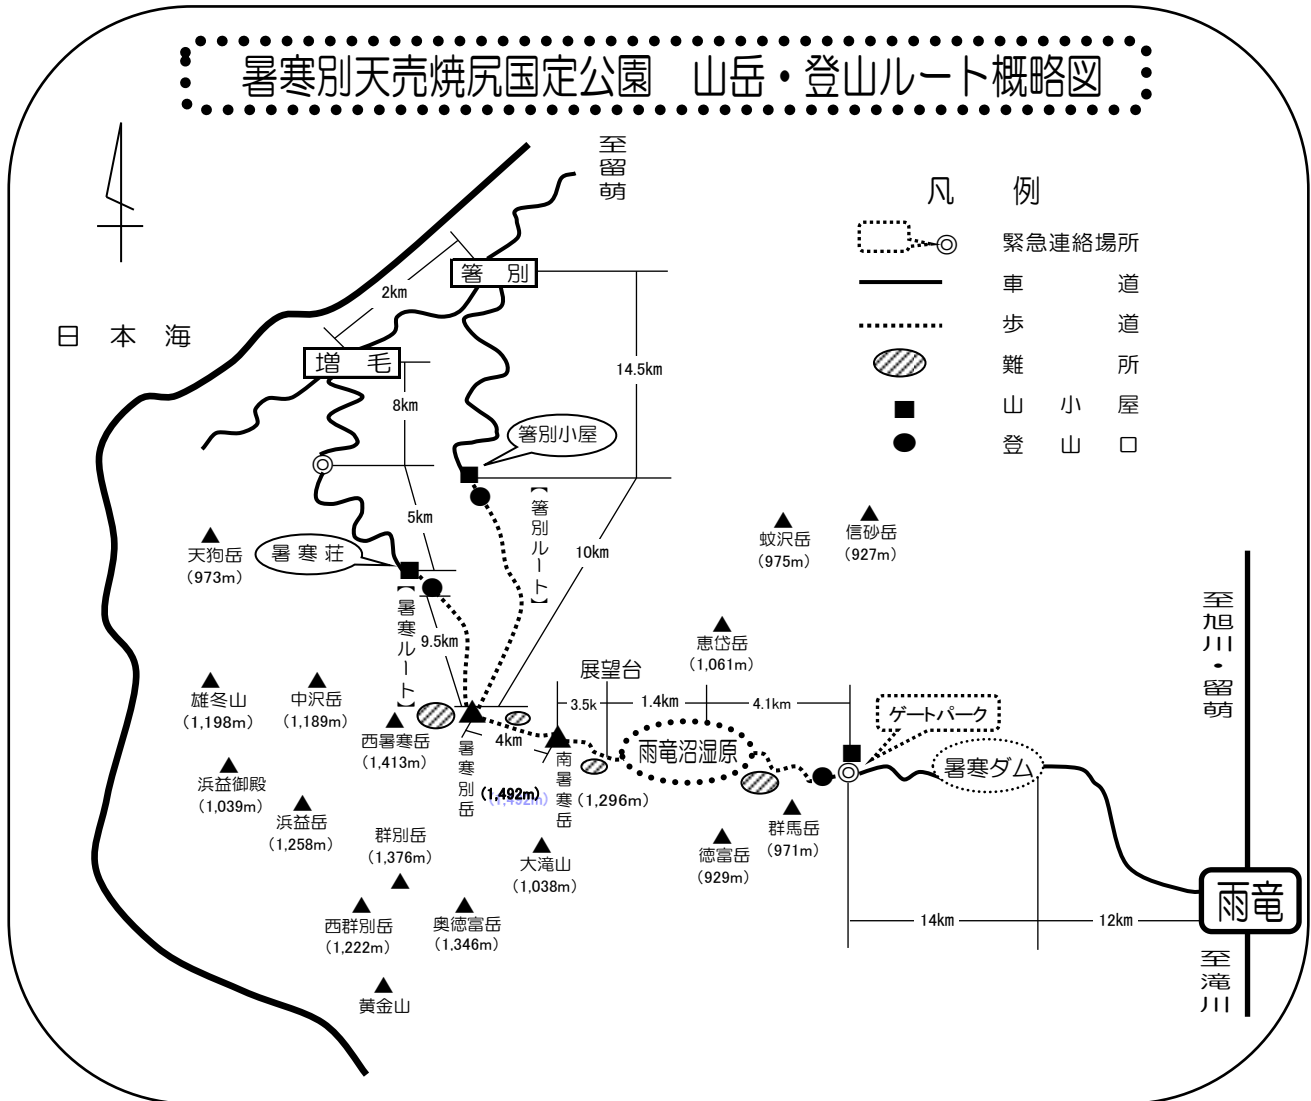 暑寒別天売焼尻国定公園 山岳・登山ルート概略図
至留萌
凡 例
緊急連絡場所
車 道
歩 道
難 所
山 小 屋
登 山 口
日 本 海
箸 別
2km
増 毛
14.5km
8km
箸別小屋
【箸別ルート】
5km
10km
暑 寒 荘
【暑寒ルート】
9.5km
天狗岳
(973m)
蚊沢岳
(975m)
信砂岳
(927m)
恵岱岳
(1,061m)
至旭川・留萌
展望台
3.5k
1.4km
4.1km
ゲートパーク
雄冬山
(1,198m)
中沢岳
(1,189m)
西暑寒岳
(1,413m)
4km
雨竜沼湿原
暑寒ダム
暑寒別岳
(1,492m)
(1,492m)
南暑寒岳
(1,296m)
浜益御殿
(1,039m)
浜益岳
(1,258m)
群別岳
(1,376m)
大滝山
(1,038m)
徳富岳
(929m)
群馬岳
(971m)
西群別岳
(1,222m)
奥徳富岳
(1,346m)
黄金山
14km
12km
雨竜
至滝川